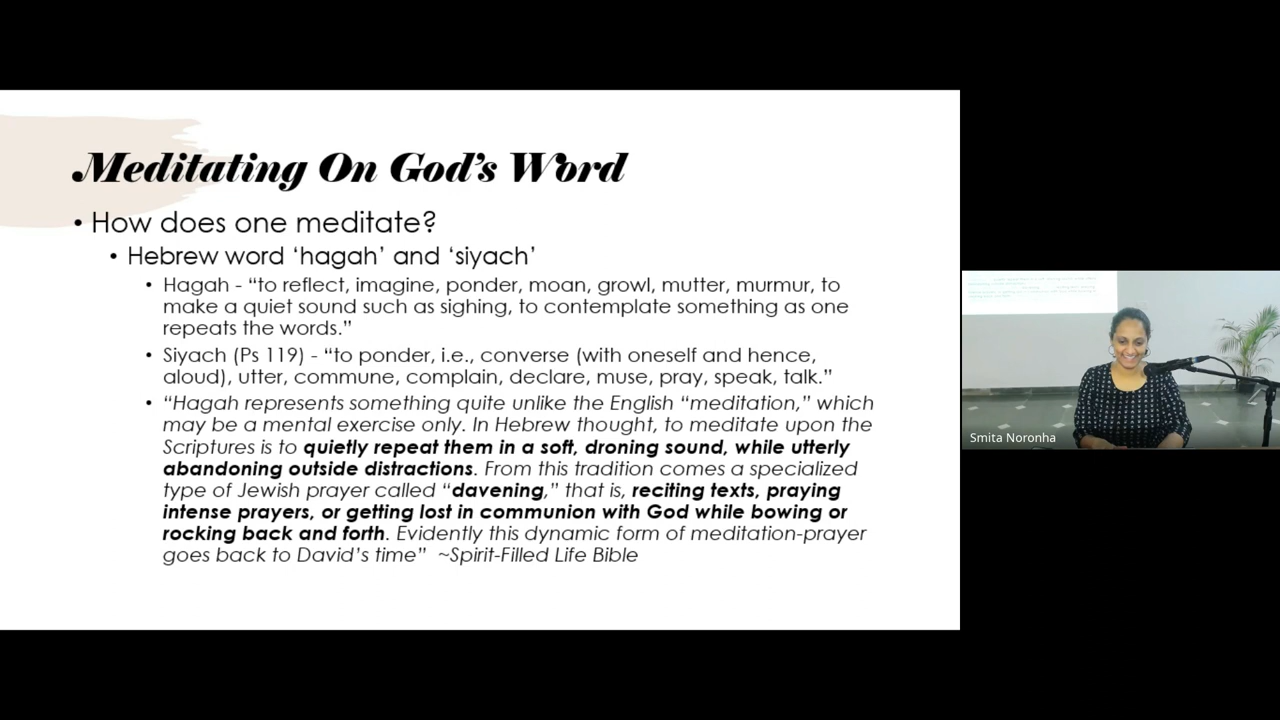 Meditating On God's Word
• How does one meditate?
• Hebrew word ‘hagah’ and ‘siyach’
• Hagah - “to reflect, imagine, ponder, moan, growl, mutter, murmur, to
make a quiet sound such as sighing, to contemplate something as one
repeats the words.”
• Siyach (Ps 119) - “to ponder, i.e., converse (with oneself and hence,
aloud), utter, commune, complain, declare, muse, pray, speak, talk.”
• “Hagah represents something quite unlike the English “meditation,” which
may be a mental exercise only. In Hebrew thought, to meditate upon the
Scriptures is to quietly repeat them in a soft, droning sound, while utterly
abandoning outside distractions. From this tradition comes a specialized
type of Jewish prayer called “davening,” that is, reciting texts, praying
intense prayers, or getting lost in communion with God while bowing or
rocking back and forth. Evidently this dynamic form of meditation-prayer
goes back to David’s time” ~Spirit-Filled Life Bible
Smita Noronha